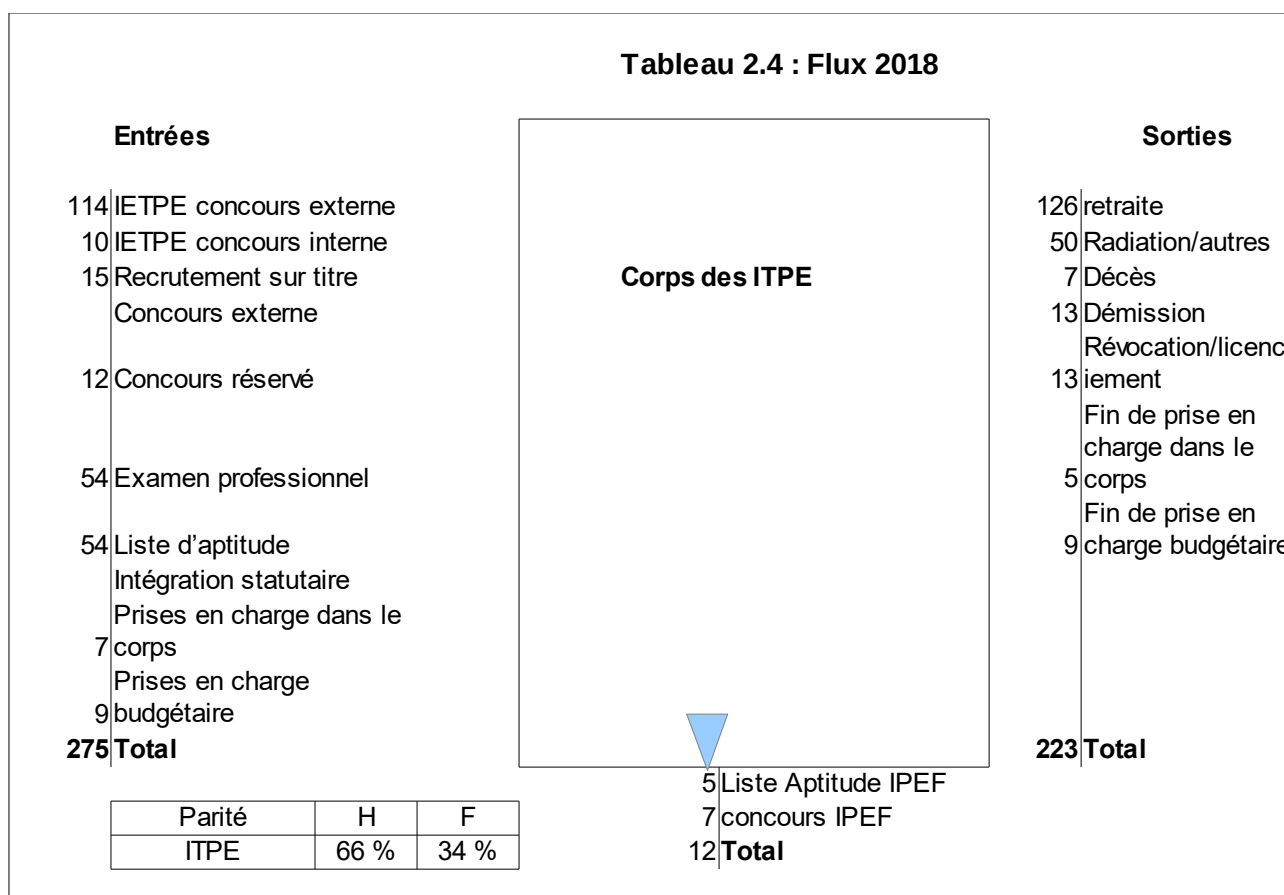 Tableau 2.4 : Flux 2018
Entrées
114 IETPE concours externe
10 IETPE concours interne
15 Recrutement sur titre
Concours externe
12 Concours réservé
54 Examen professionnel
54 Liste d’aptitude
Intégration statutaire
Prises en charge dans le
7 corps
Prises en charge
9 budgétaire
275 Total
Corps des ITPE
Sorties
126 retraite
50 Radiation/autres
7 Décès
13 Démission
Révocation/licenc
13 iement
Fin de prise en
charge dans le
5 corps
Fin de prise en
9 charge budgétaire
223 Total
5 Liste Aptitude IPEF
7 concours IPEF
12 Total
Parité H F
ITPE 66 % 34 %